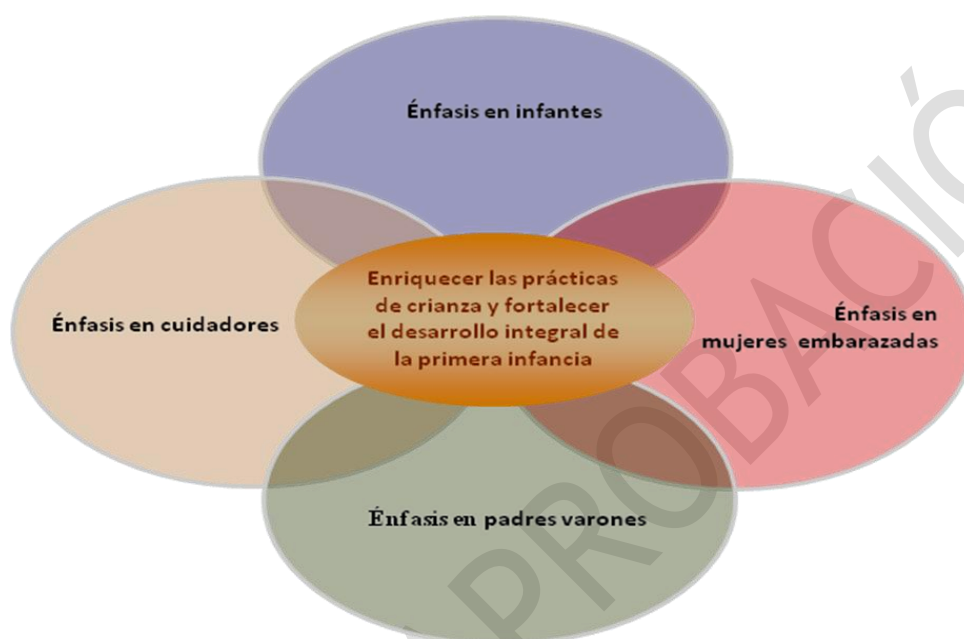 Énfasis en infantes
Énfasis en cuidadores
Enriquecer las prácticas
de crianza y fortalecer
el desarrollo integral de
la primera infancia
Énfasis en
mujeres embarazadas
Énfasis en padres varones